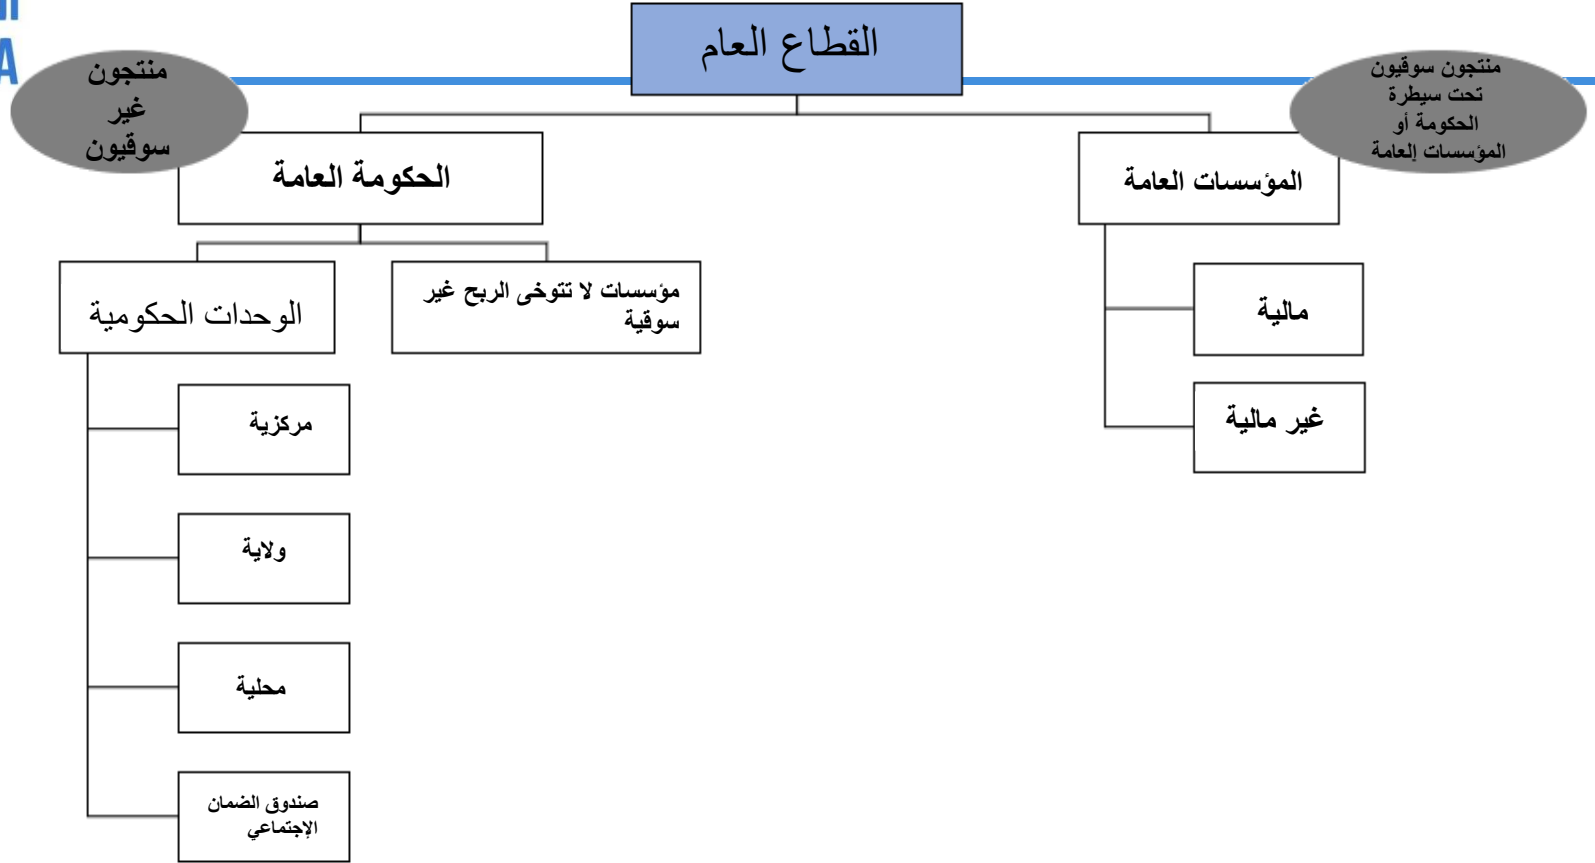 القطاع العام
منتجون سوقيون
تحت سيطرة
الحكومة أو
المؤسسات العامة
منتجون
غير
سوقيون
المؤسسات العامة
الحكومة العامة
مالية
غير مالية
مؤسسات لا تتوخى الربح غير
سوقية
الوحدات الحكومية
مركزية
ولاية
محلية
صندوق الضمان
الإجتماعي